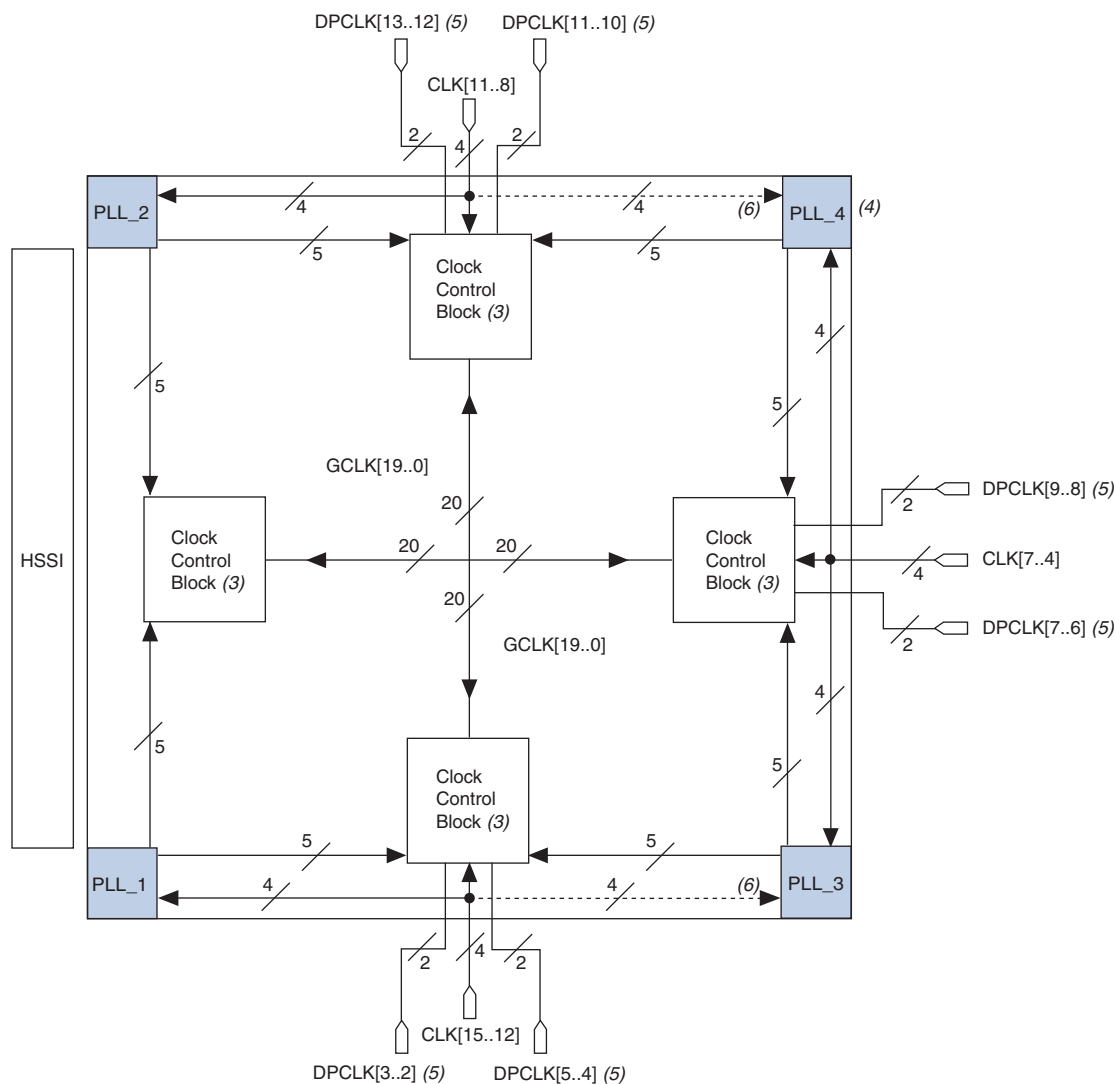 DPCLK[13..12] (5)
DPCLK[11..10] (5)
CLK[11..8]
2
4
2
PLL_2
4
4
(6)
PLL_4
(4)
5
5
Clock
Control
Block (3)
4
5
5
GCLK[19..0]
20
DPCLK[9..8] (5)
2
HSSI
Clock
Control
Block (3)
20
20
Clock
Control
Block (3)
4
CLK[7..4]
20
DPCLK[7..6] (5)
2
GCLK[19..0]
4
5
5
Clock
Control
Block (3)
5
5
PLL_1
4
4
(6)
PLL_3
2
4
2
CLK[15..12]
DPCLK[3..2] (5)
DPCLK[5..4] (5)